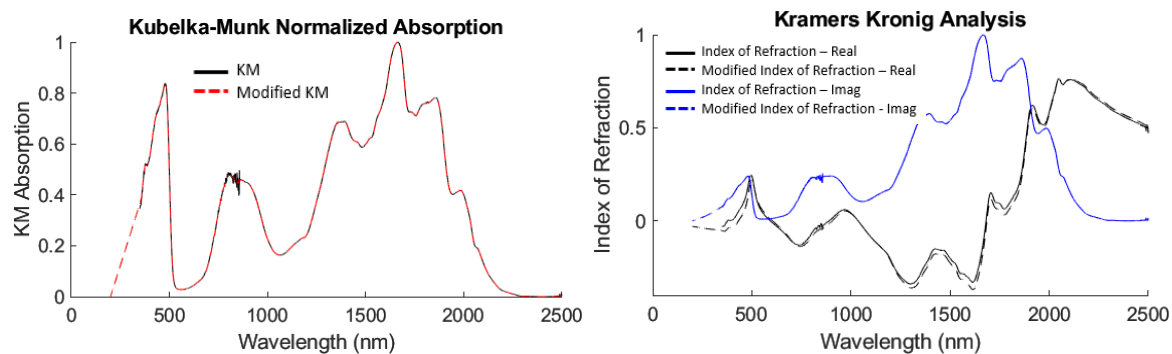 Kubelka-Munk Normalized Absorption
1
0.8
0.6
0.4
0.2
0
KM Absorption
KM
Modified KM
0
500
1000
1500
2000
2500
Wavelength (nm)
Kramers Kronig Analysis
1
0.5
0
Index of Refraction
Index of Refraction – Real
Modified Index of Refraction – Real
Index of Refraction – Imag
Modified Index of Refraction - Imag
0
500
1000
1500
2000
2500
Wavelength (nm)